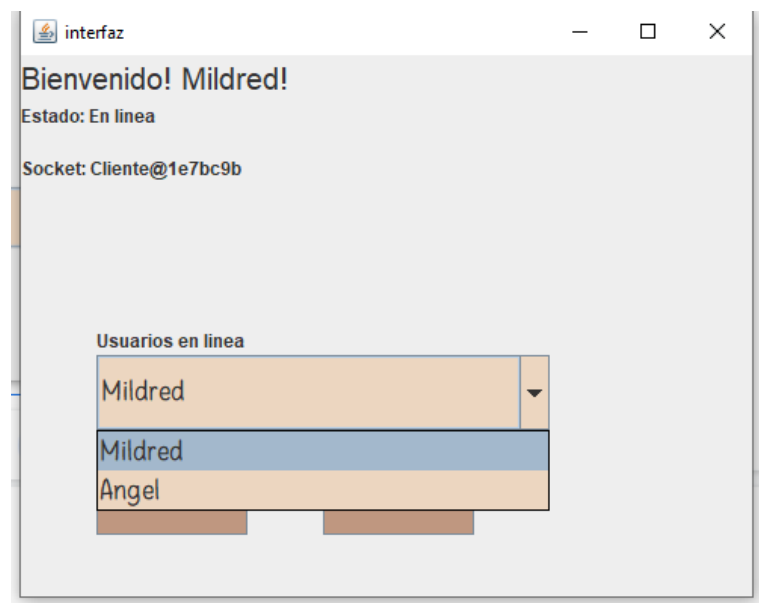 interfaz
Bienvenido! Mildred!
Estado: En linea
Socket: Cliente@1e7bc9b
Usuarios en linea
Mildred
Mildred
Angel